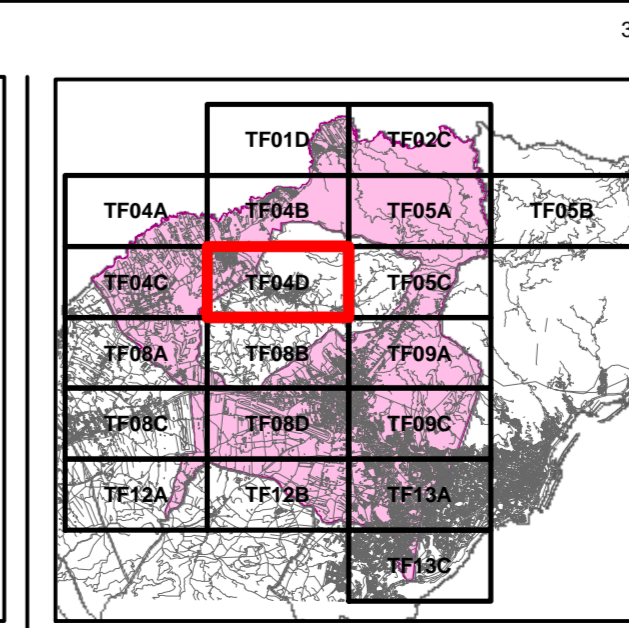 3
TF01D TF02C
TF04A TF04B TF05A TF05B
TF04C TF04D TF05C
TF08A TF08B TF09A
TF08C TF08D TF09C
TF12A TF12B TF13A
TF13C